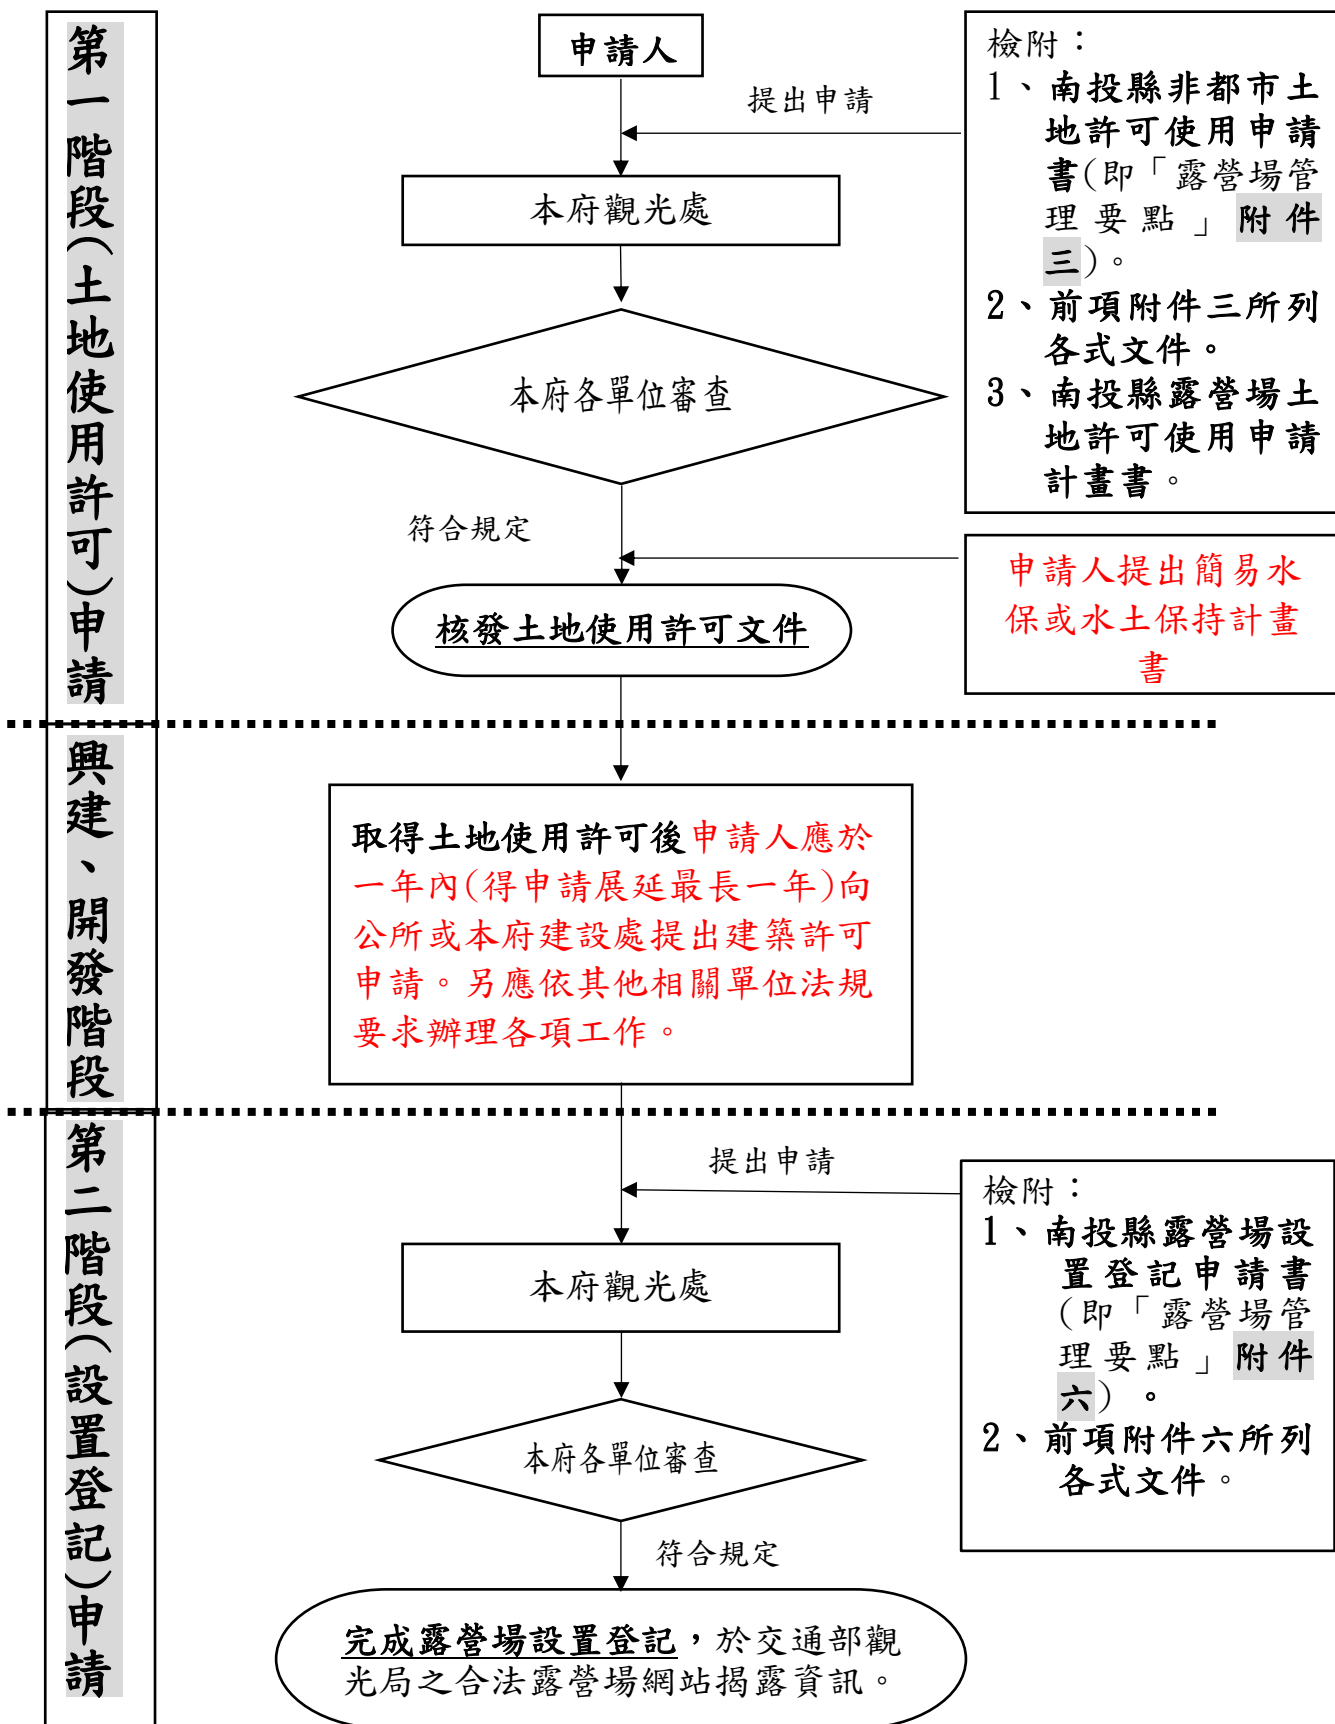 第一階段(土地使用許可)申請
申請人
提出申請
檢附：
1、南投縣非都市土
地許可使用申請
書(即「露營場管
理要點」附件
三)。
2、前項附件三所列
各式文件。
3、南投縣露營場土
地許可使用申請
計畫書。
本府觀光處
本府各單位審查
符合規定
申請人提出簡易水
保或水土保持計畫
書
核發土地使用許可文件
興建、開發階段
取得土地使用許可後申請人應於
一年內(得申請展延最長一年)向
公所或本府建設處提出建築許可
申請。另應依其他相關單位法規
要求辦理各項工作。
第二階段(設置登記)申請
提出申請
檢附：
1、南投縣露營場設
置登記申請書
(即「露營場管
理要點」附件
六)。
2、前項附件六所列
各式文件。
本府觀光處
本府各單位審查
符合規定
完成露營場設置登記，於交通部觀
光局之合法露營場網站揭露資訊。